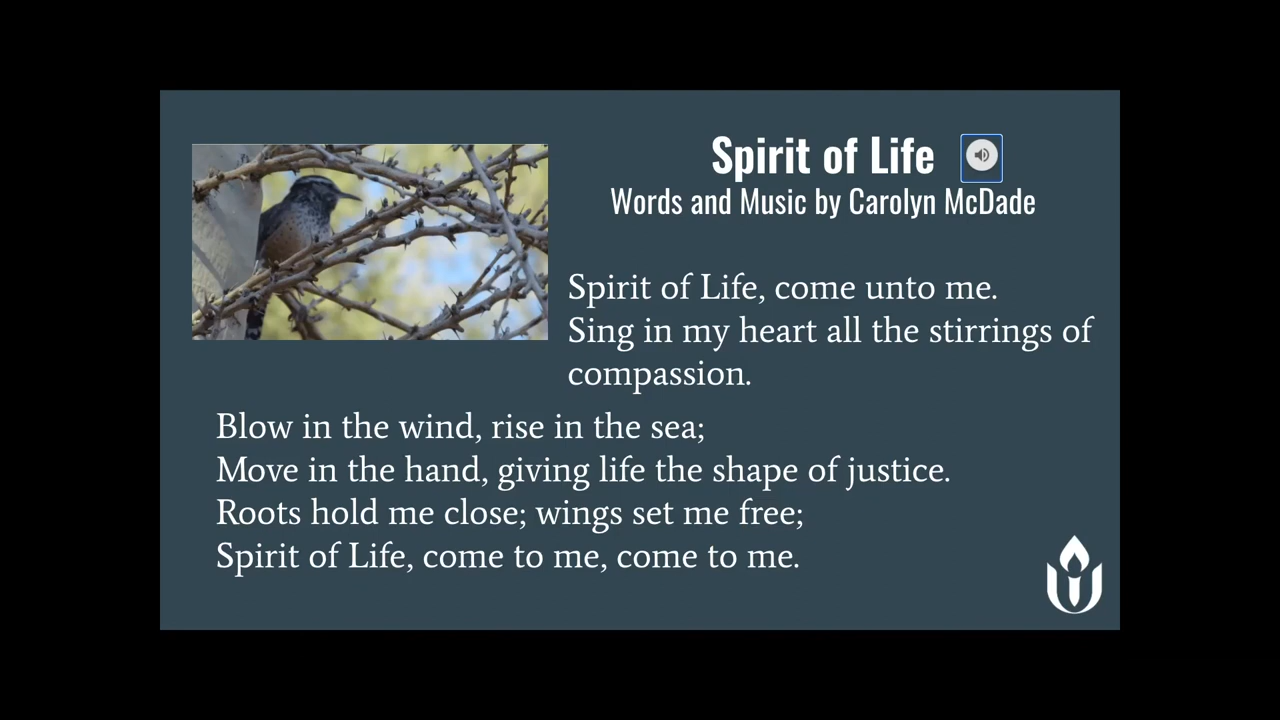 Spirit of Life
Words and Music by Carolyn McDade
Spirit of Life, come unto me.
Sing in my heart all the stirrings of
compassion.
Blow in the wind, rise in the sea;
Move in the hand, giving life the shape of justice.
Roots hold me close; wings set me free;
Spirit of Life, come to me, come to me.